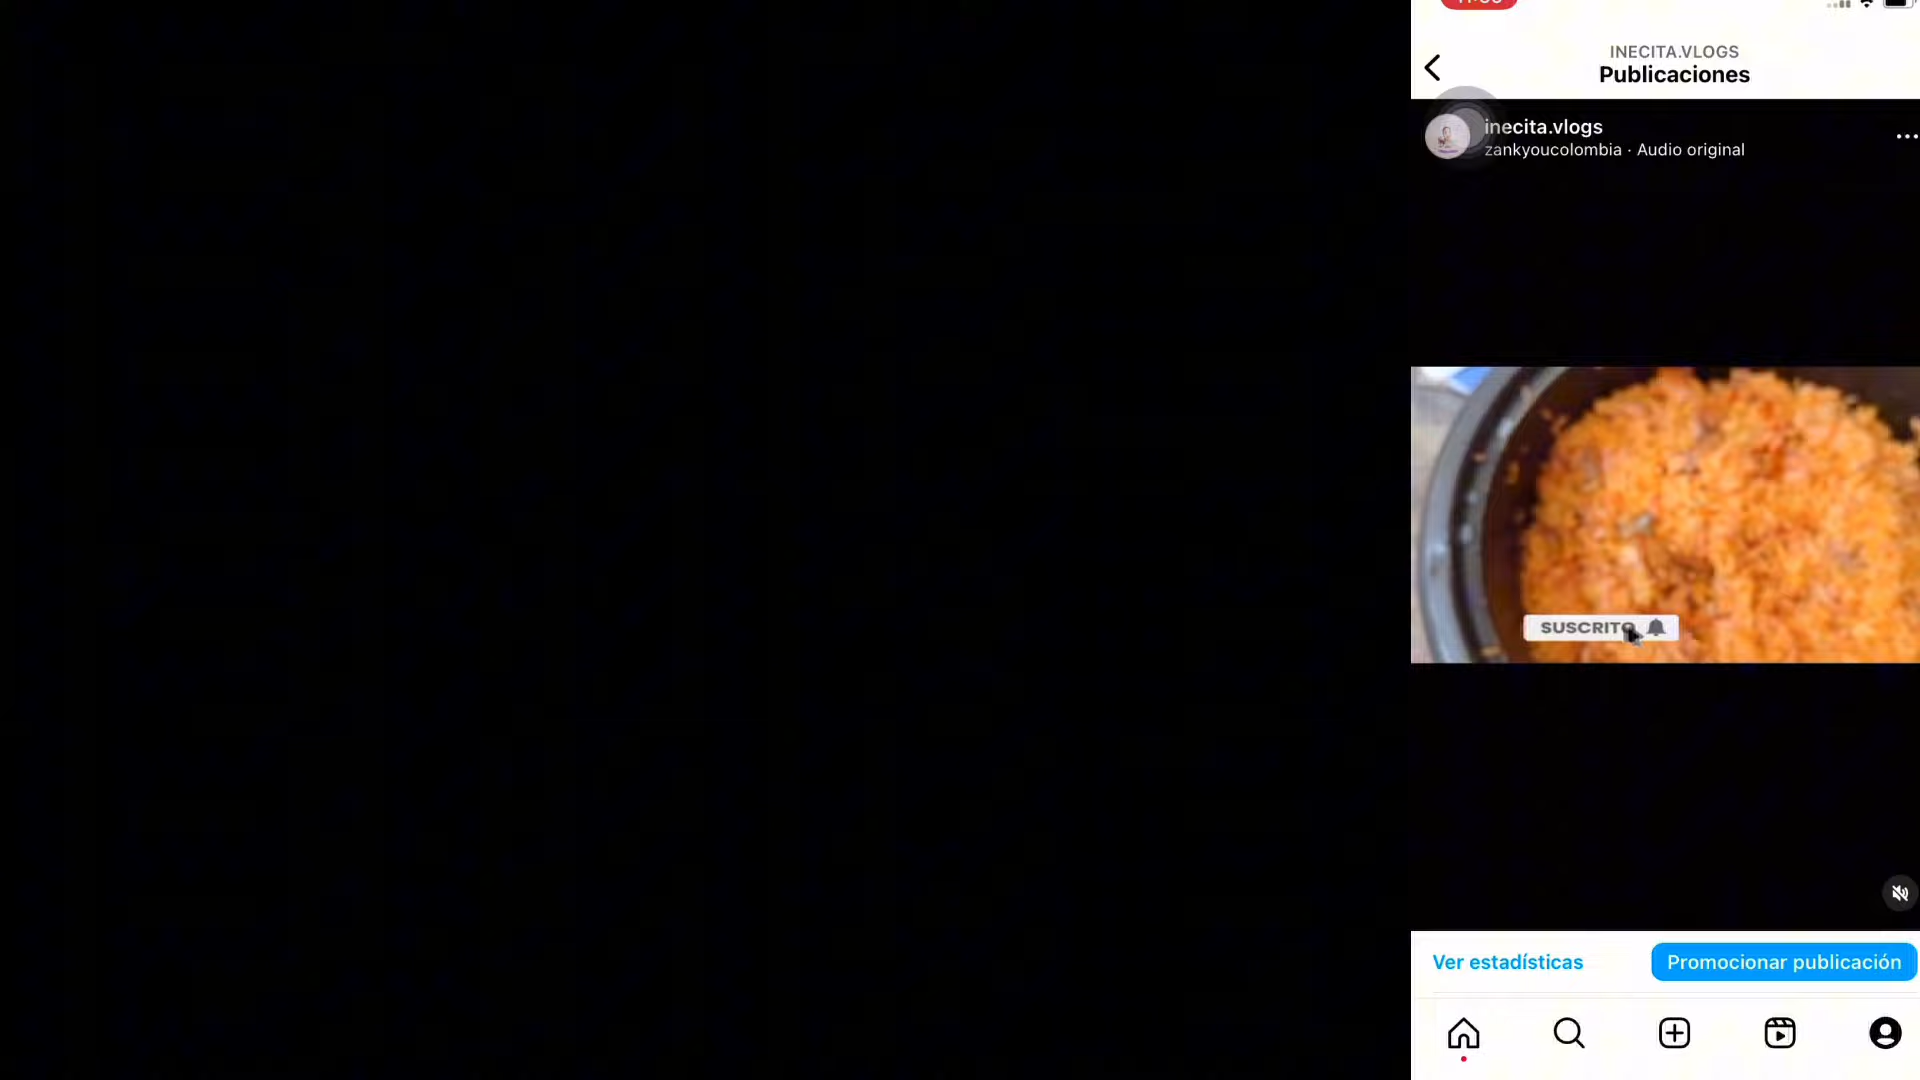 INECITA.VLOGS
Publicaciones
inecita.vlogs
zankyoucolombia · Audio original
SUSCRITO
Ver estadísticas
Promocionar publicación